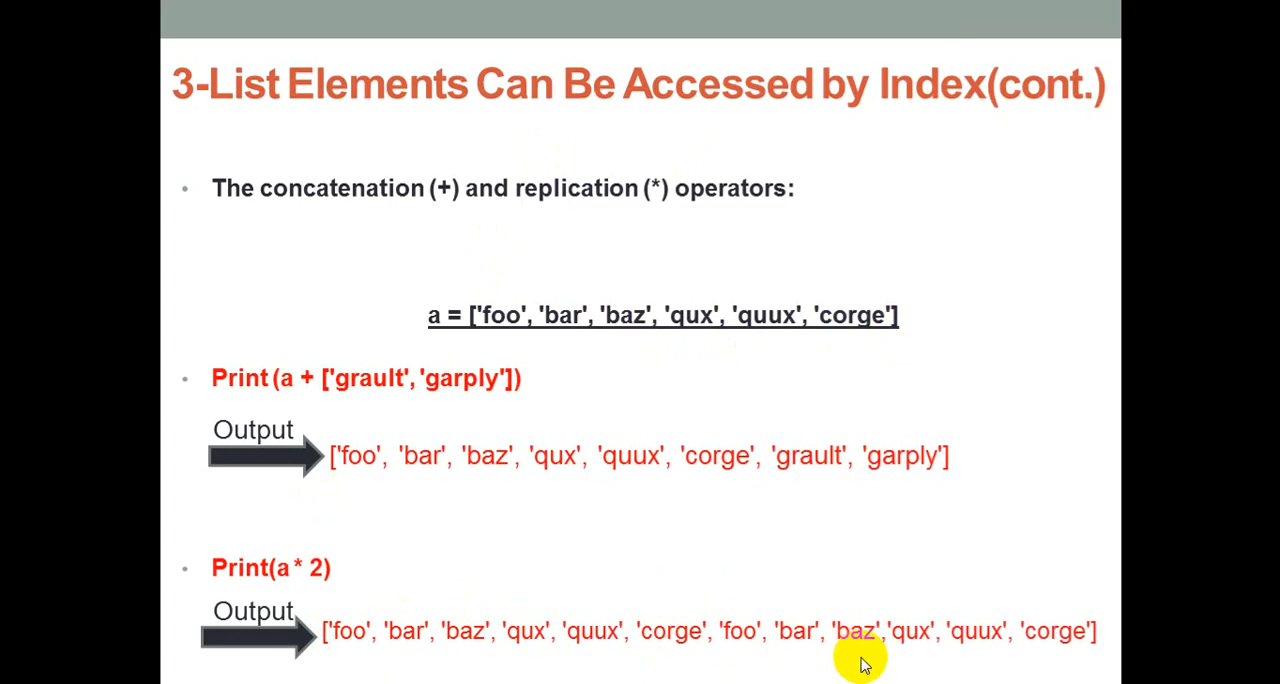 3-List Elements Can Be Accessed by Index(cont.)
• The concatenation (+) and replication (*) operators:
a = ['foo', 'bar', 'baz', 'qux', 'quux', 'corge']
• Print (a + ['grault', 'garply'])
Output
['foo', 'bar', 'baz', 'qux', 'quux', 'corge', 'grault', 'garply']
• Print(a * 2)
Output
['foo', 'bar', 'baz', 'qux', 'quux', 'corge', 'foo', 'bar', 'baz','qux', 'quux', 'corge']